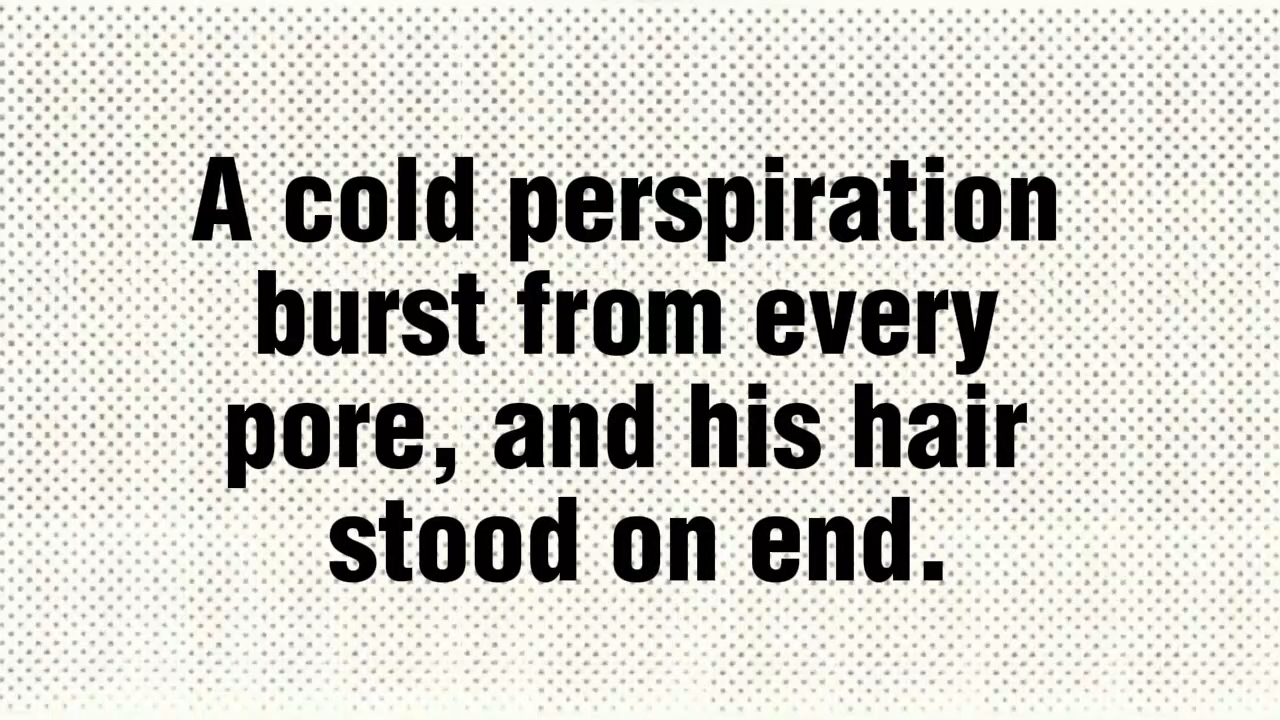 A cold perspiration
burst from every
pore, and his hair
stood on end.